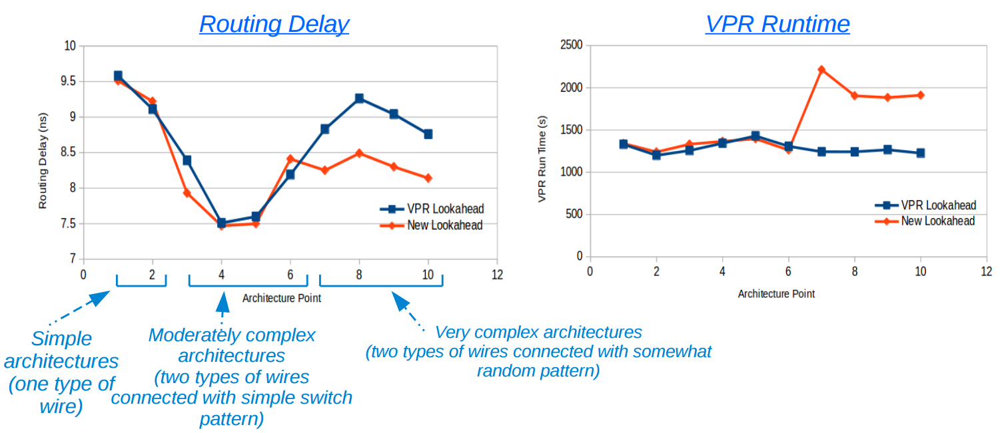 Routing Delay
10
9.5
9
8.5
8
7.5
7
Routing Delay (ns)
VPR Lookahead
New Lookahead
0 2 4 6 8 10 12
Architecture Point
Simple
architectures
(one type of
wire)
Moderately complex
architectures
(two types of wires
connected with simple switch
pattern)
Very complex architectures
(two types of wires connected with somewhat
random pattern)
VPR Runtime
2500
2000
1500
1000
500
0
VPR Run Time (s)
VPR Lookahead
New Lookahead
0 2 4 6 8 10 12
Architecture Point